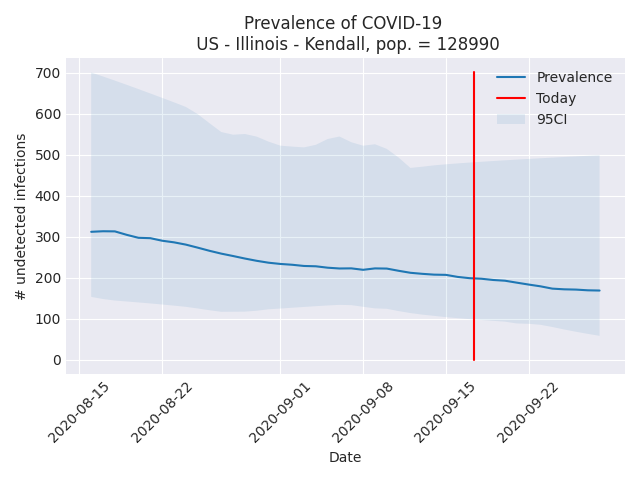 Prevalence of COVID-19
US - Illinois - Kendall, pop. = 128990
700
600
500
400
300
200
100
0
# undetected infections
Prevalence
Today
95CI
2020-08-15
2020-08-22
2020-09-01
2020-09-08
2020-09-15
2020-09-22
Date